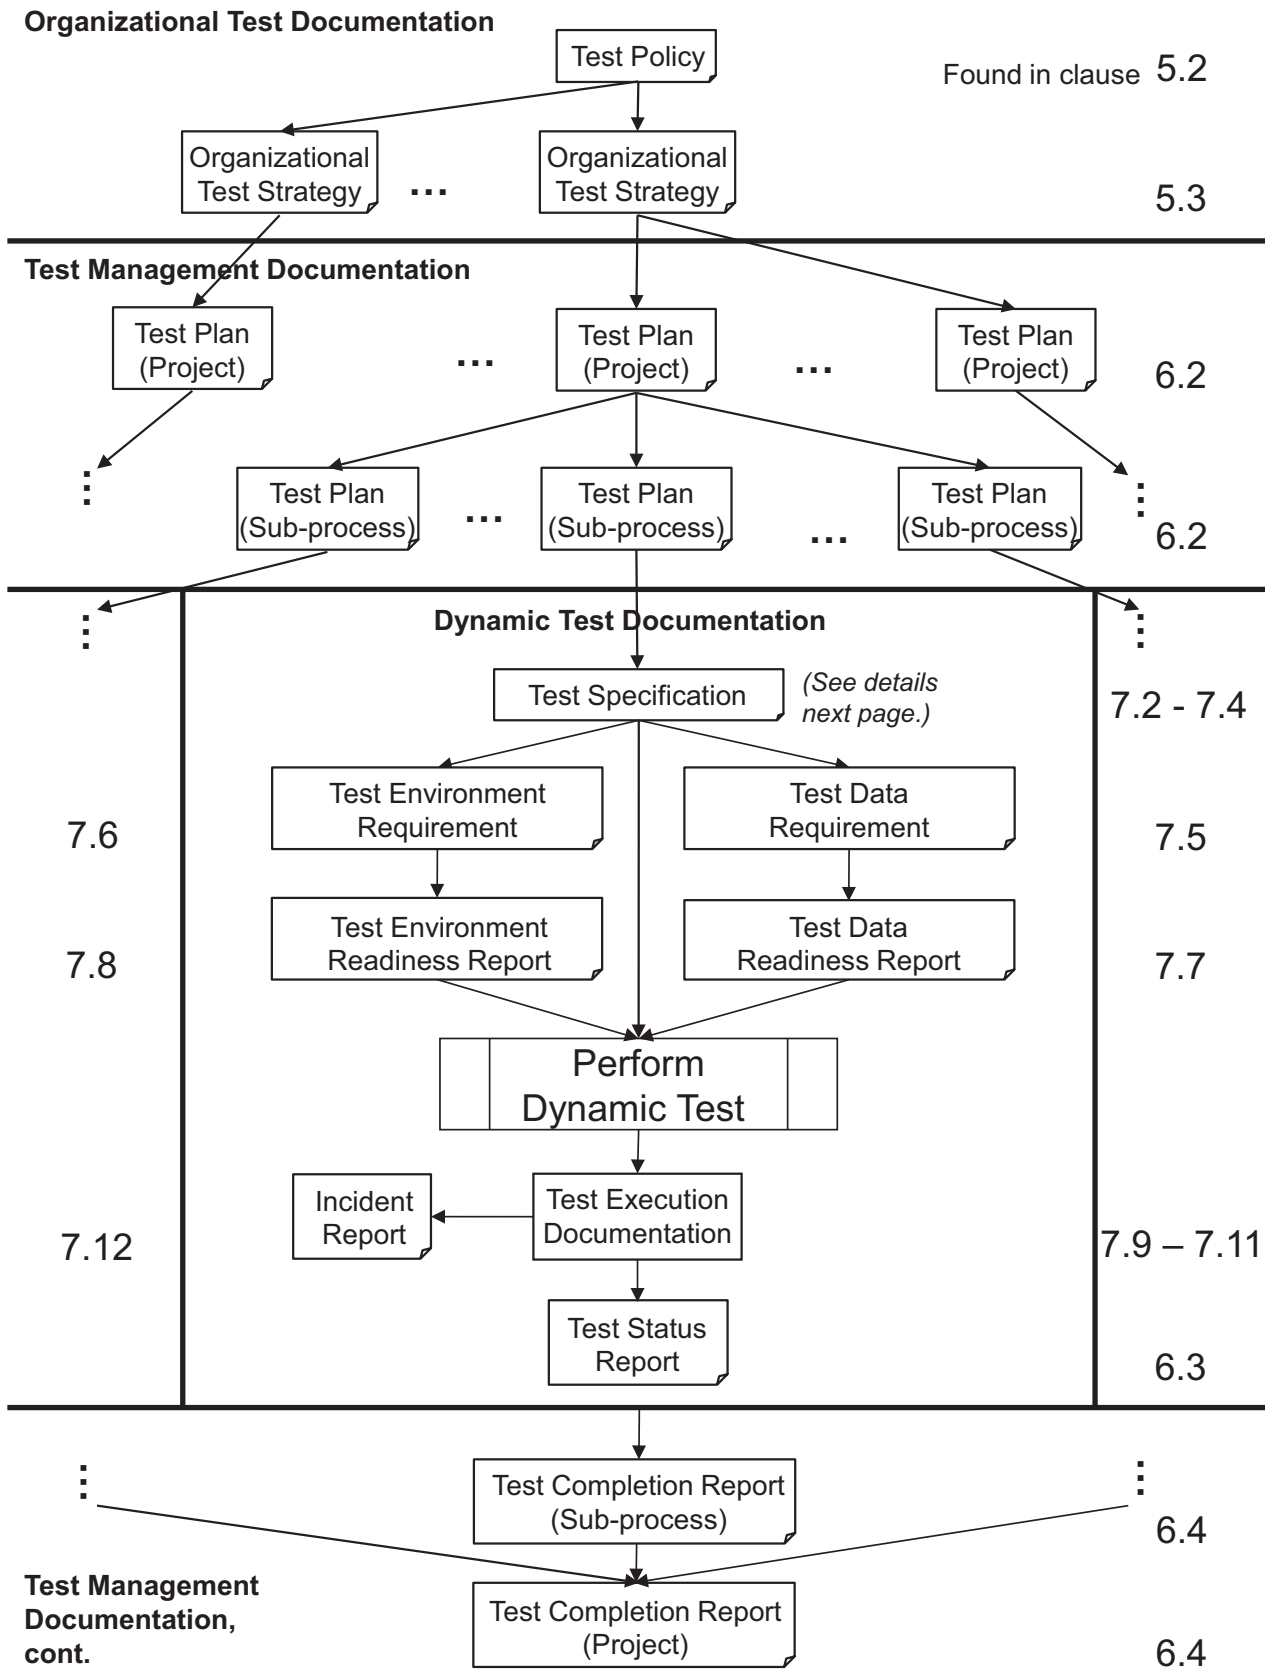 Organizational Test Documentation
Test Policy
Found in clause 5.2
Organizational
Test Strategy
...
Organizational
Test Strategy
5.3
Test Management Documentation
Test Plan
(Project)
...
Test Plan
(Project)
...
Test Plan
(Project)
6.2
...
Test Plan
(Sub-process)
...
Test Plan
(Sub-process)
...
Test Plan
(Sub-process)
...
6.2
...
Dynamic Test Documentation
...
Test Specification
(See details
next page.)
7.2 - 7.4
7.6
Test Environment
Requirement
Test Data
Requirement
7.5
7.8
Test Environment
Readiness Report
Test Data
Readiness Report
7.7
Perform
Dynamic Test
7.12
Incident
Report
Test Execution
Documentation
7.9 – 7.11
Test Status
Report
6.3
...
Test Completion Report
(Sub-process)
...
6.4
Test Management
Documentation,
cont.
Test Completion Report
(Project)
6.4